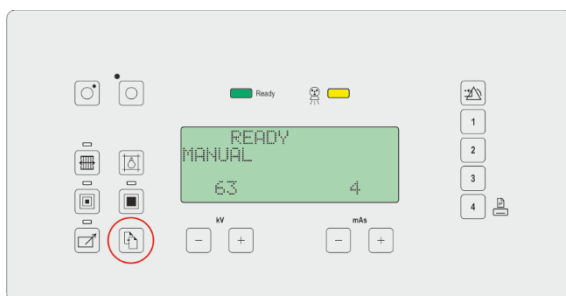 Ready
READY
MANUAL
63 4
kV mAs
- + - +
1
2
3
4